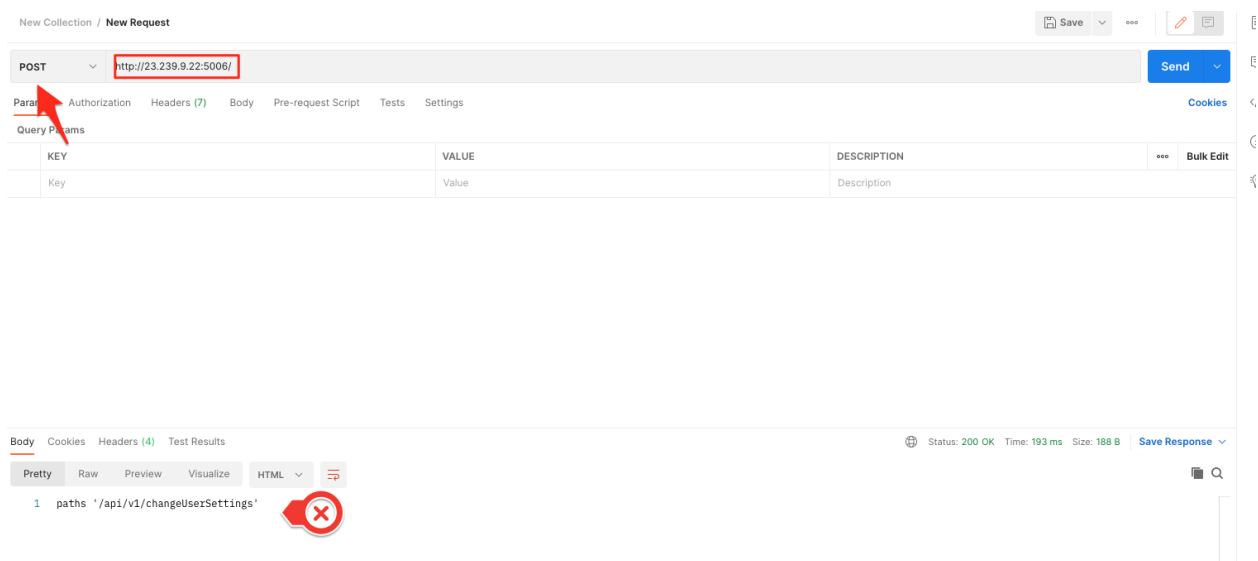 New Collection / New Request
Save
POST
http://23.239.9.22:5006/
Send
Authorization Headers (7) Body Pre-request Script Tests Settings
Cookies
Query Params
KEY VALUE DESCRIPTION
Bulk Edit
Key Value Description
Body Cookies Headers (4) Test Results
Status: 200 OK Time: 193 ms Size: 188 B Save Response
Pretty Raw Preview Visualize HTML
1 paths '/api/v1/changeUserSettings'